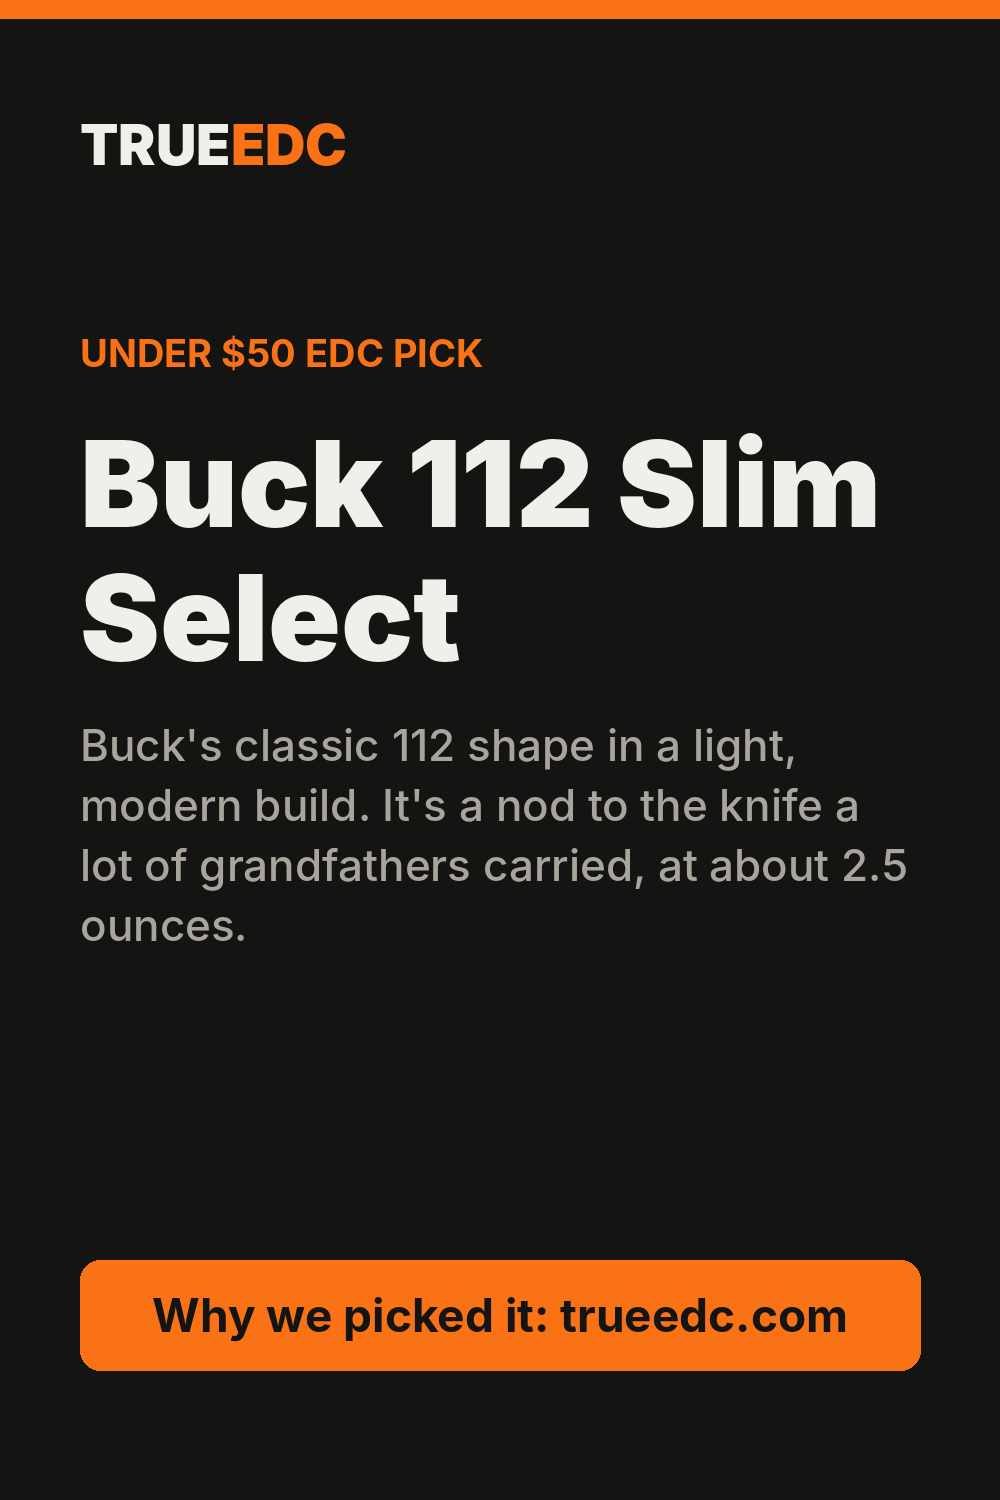 TRUEEDC
UNDER $50 EDC PICK
Buck 112 Slim
Select
Buck's classic 112 shape in a light,
modern build. It's a nod to the knife a
lot of grandfathers carried, at about 2.5
ounces.
Why we picked it: trueedc.com